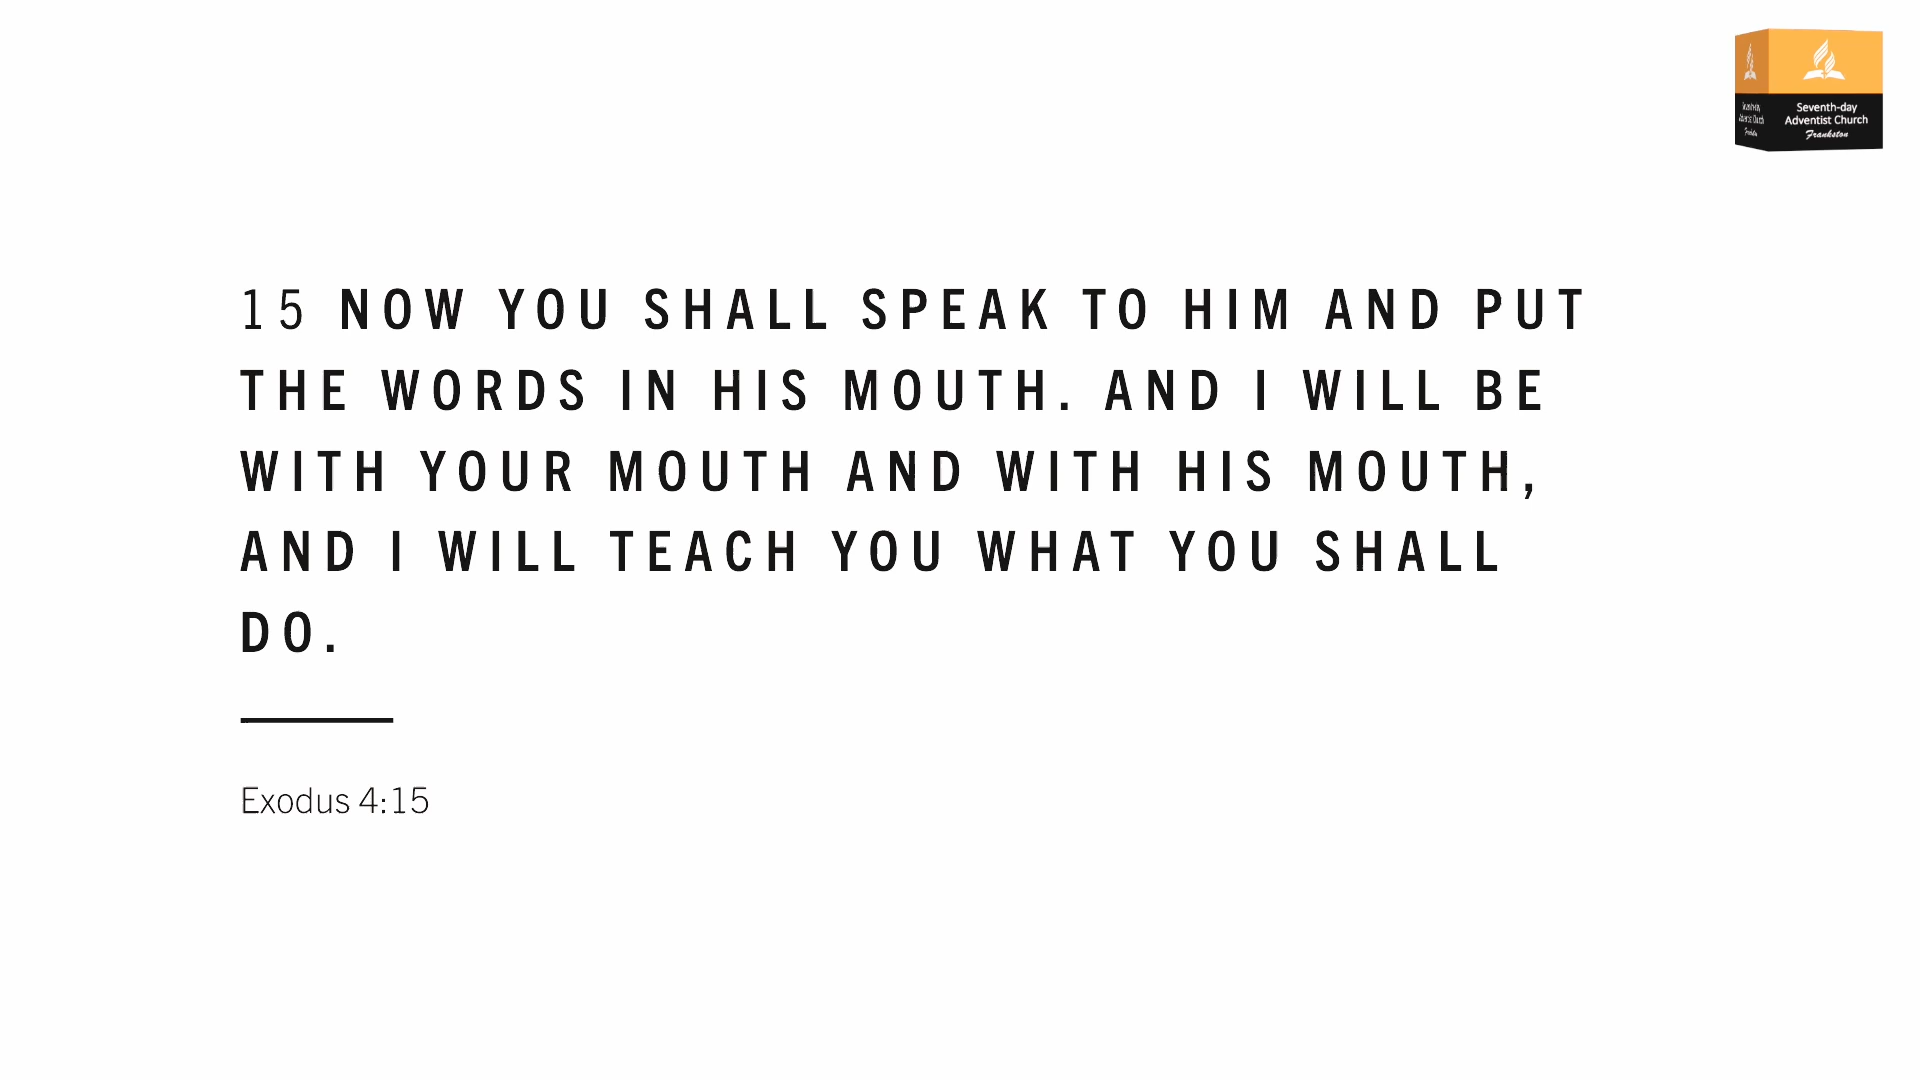 Seventh-day
Adventist Church
Frankston
15 NOW YOU SHALL SPEAK TO HIM AND PUT
THE WORDS IN HIS MOUTH. AND I WILL BE
WITH YOUR MOUTH AND WITH HIS MOUTH,
AND I WILL TEACH YOU WHAT YOU SHALL
DO.
Exodus 4:15